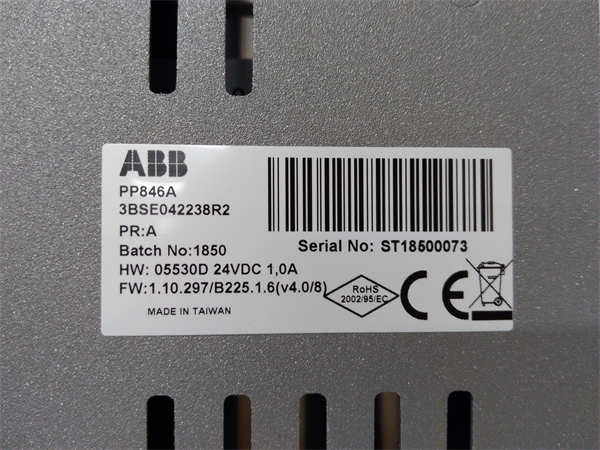 ABB
PP846A
3BSE042238R2
PR:A
Batch No:1850
Serial No: ST18500073
HW: 05530D 24VDC 1,0A
FW:1.10.297/B225.1.6(v4.0/8)
RoHS
2002/95/EC
CE
MADE IN TAIWAN